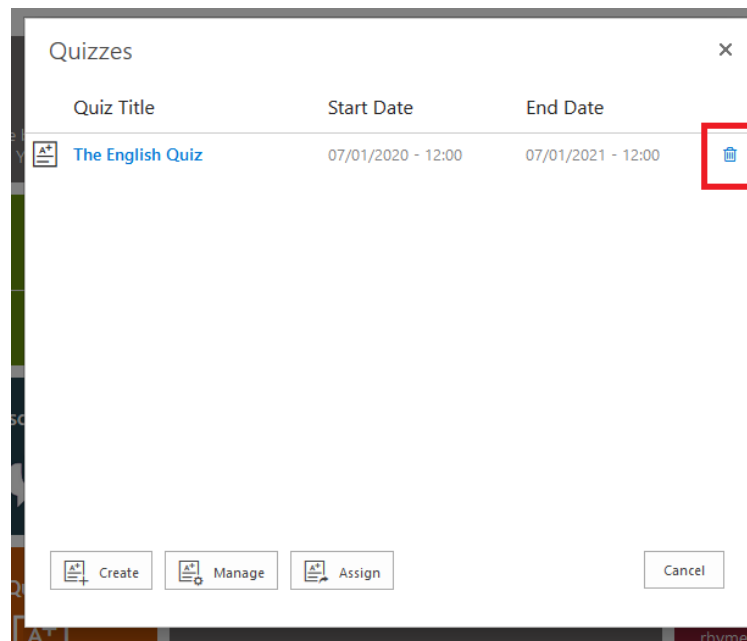 Quizzes
Quiz Title Start Date End Date
The English Quiz 07/01/2020 - 12:00 07/01/2021 - 12:00
Create Manage Assign Cancel
rhyme